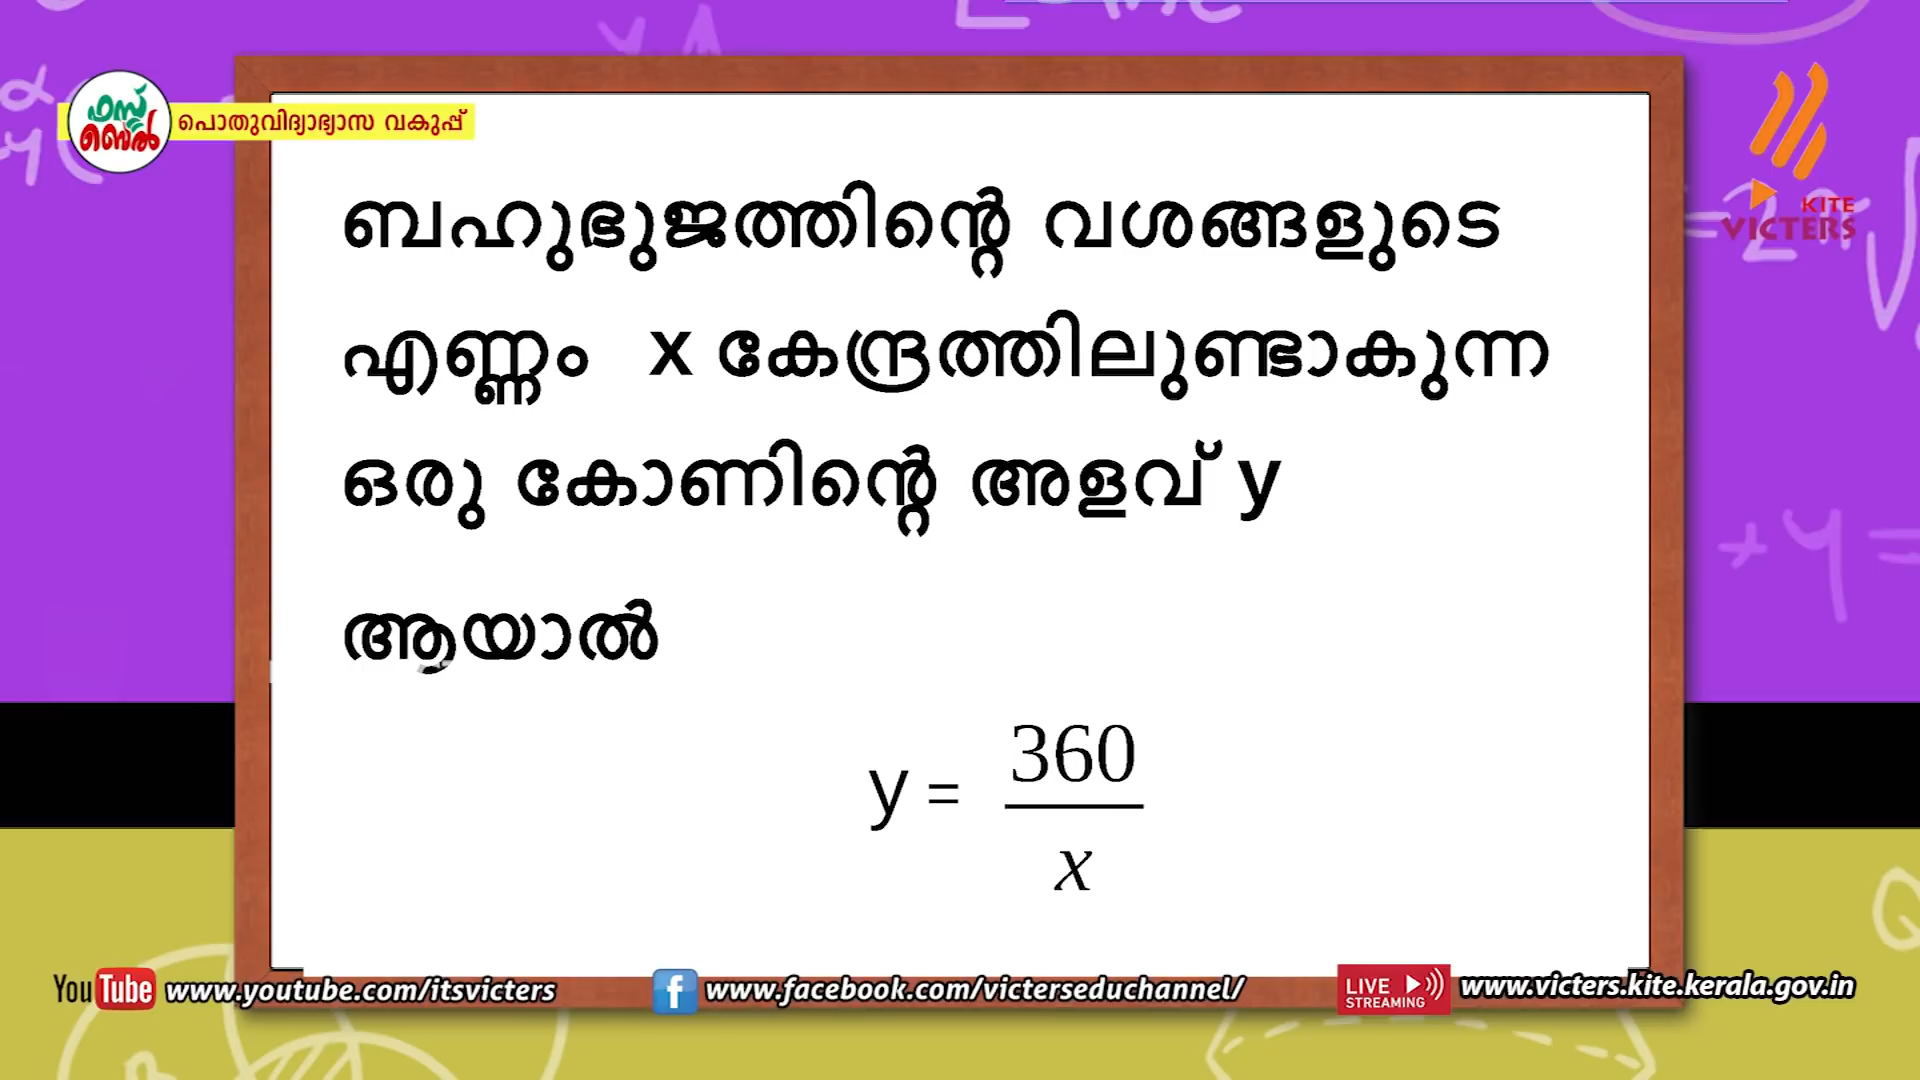 ഫസ്റ്റ്
ബെൽ
പൊതുവിദ്യാഭ്യാസ വകുപ്പ്
KITE
VICTERS
ബഹുഭുജത്തിന്റെ വശങ്ങളുടെ
എണ്ണം x കേന്ദ്രത്തിലുണ്ടാകുന്ന
ഒരു കോണിന്റെ അളവ് y
ആയാൽ
y = 360/x
YouTube www.youtube.com/itsvicters
f www.facebook.com/victerseduchannel/
LIVE STREAMING www.victers.kite.kerala.gov.in